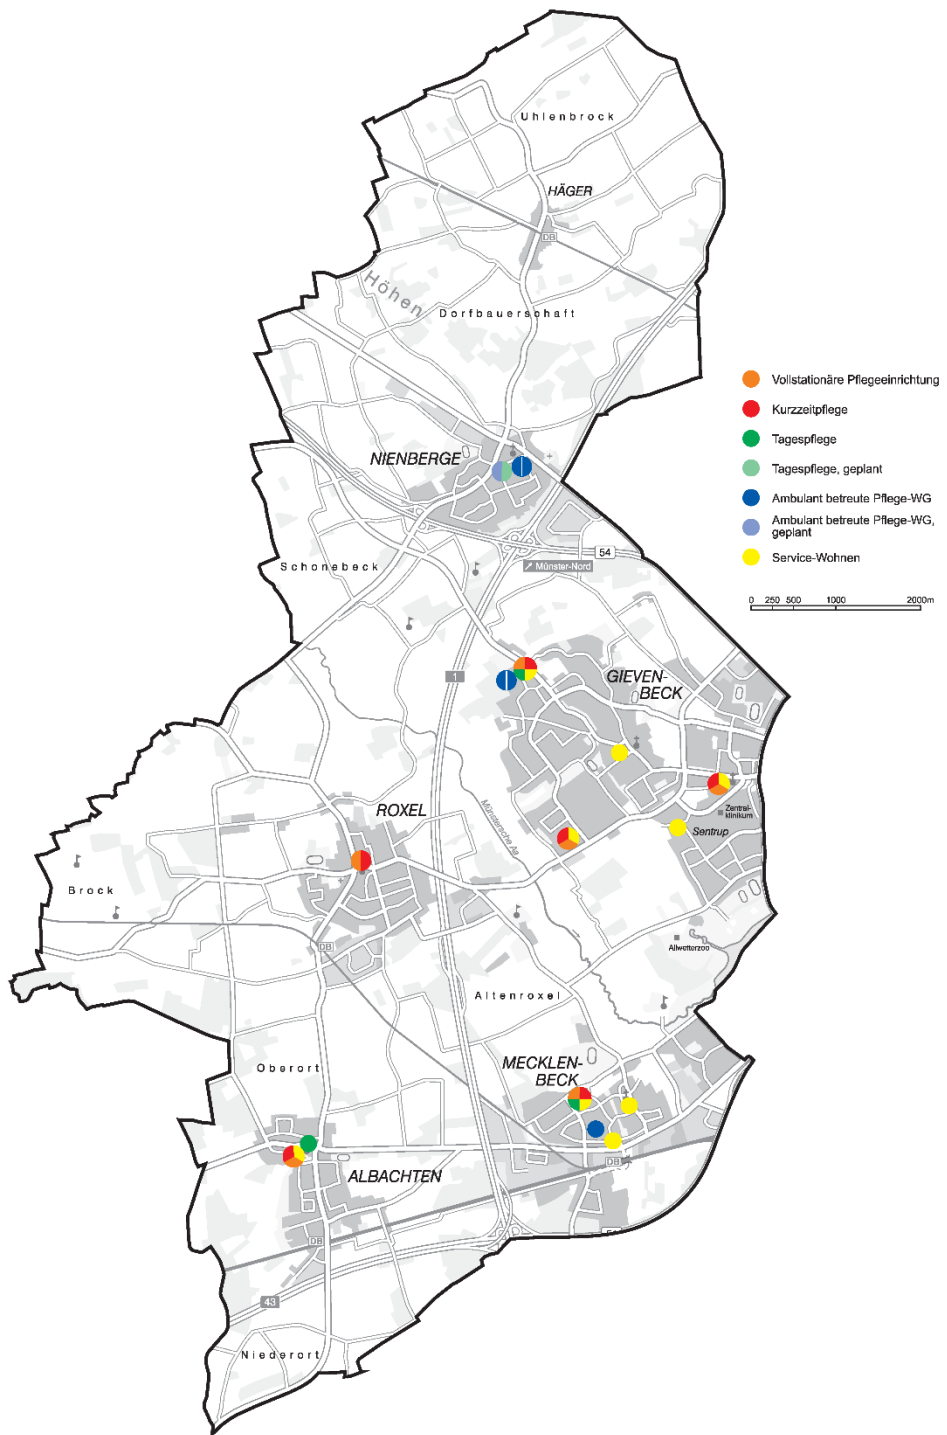 Uhlenbrock
HÄGER
DB
Höhen
Dorfbauerschaft
Vollstationäre Pflegeeinrichtung
Kurzzeitpflege
Tagespflege
Tagespflege, geplant
Ambulant betreute Pflege-WG
Ambulant betreute Pflege-WG,
geplant
Service-Wohnen
0 250 500 1000 2000m
NIENBERGE
54
Münster-Nord
Schonebeck
1
GIEVEN-
BECK
ROXEL
Münstersche Aa
Zentral-
klinikum
Sentrup
Brock
DB
Allwetterzoo
Altenroxel
MECKLEN-
BECK
Oberort
ALBACHTEN
DB
DB
43
Niederort